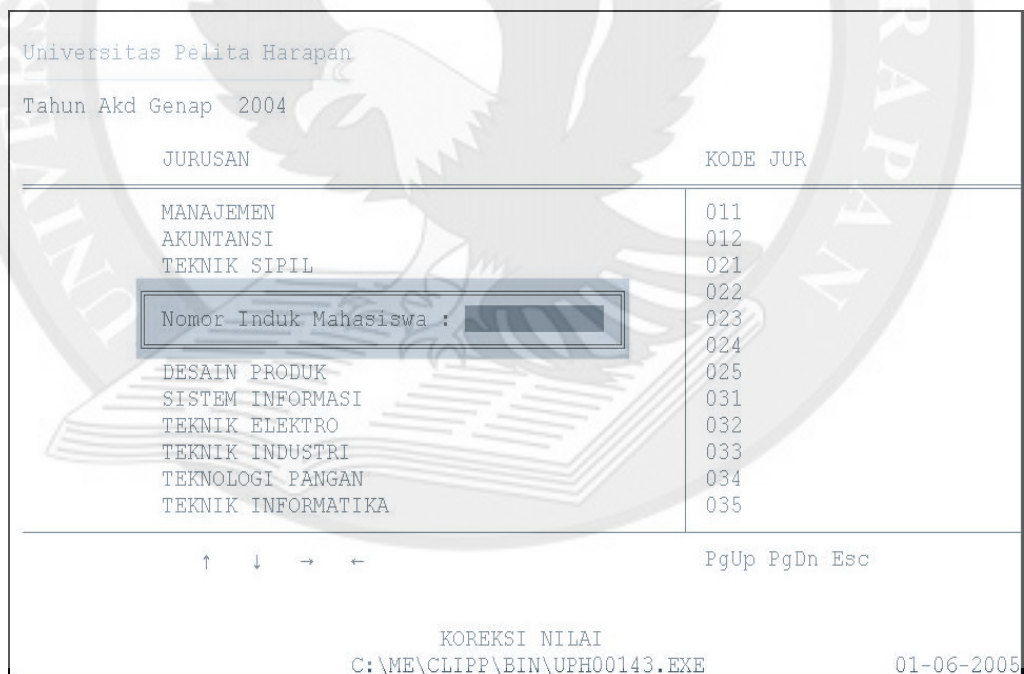 Universitas Pelita Harapan
Tahun Akd Genap 2004
JURUSAN KODE JUR
MANAJEMEN 011
AKUNTANSI 012
TEKNIK SIPIL 021
022
Nomor Induk Mahasiswa : 023
024
DESAIN PRODUK 025
SISTEM INFORMASI 031
TEKNIK ELEKTRO 032
TEKNIK INDUSTRI 033
TEKNOLOGI PANGAN 034
TEKNIK INFORMATIKA 035
↑ ↓ → ← PgUp PgDn Esc
KOREKSI NILAI
C:\ME\CLIPP\BIN\UPH00143.EXE 01-06-2005